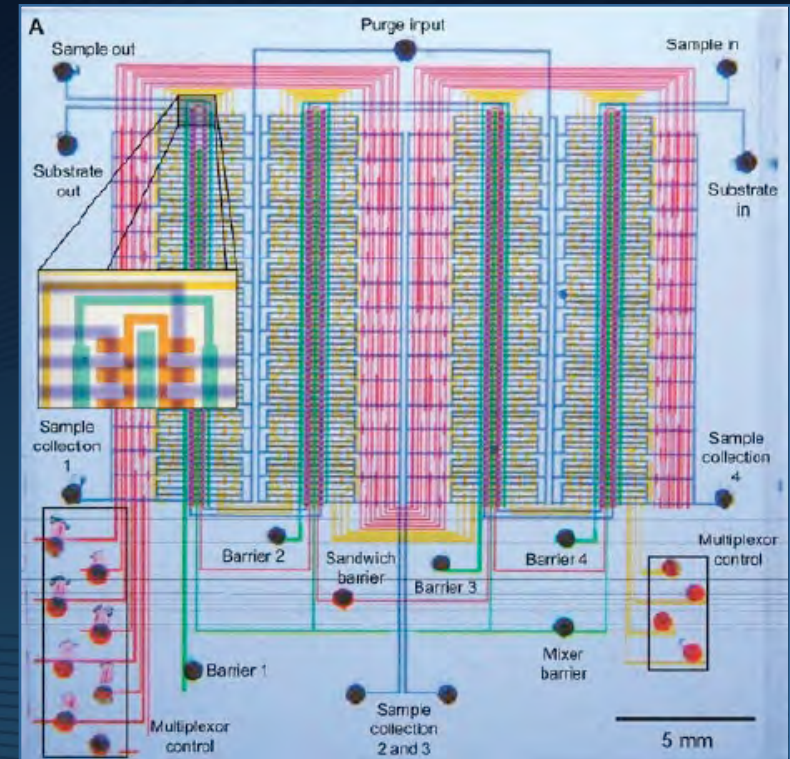 A
Purge input
Sample out
Sample in
Substrate
out
Substrate
in
Sample
collection
1
Sample
collection
4
Barrier 2
Sandwich
barrier
Barrier 3
Barrier 4
Multiplexor
control
Barrier 1
Mixer
barrier
Multiplexor
control
Sample
collection
2 and 3
5 mm